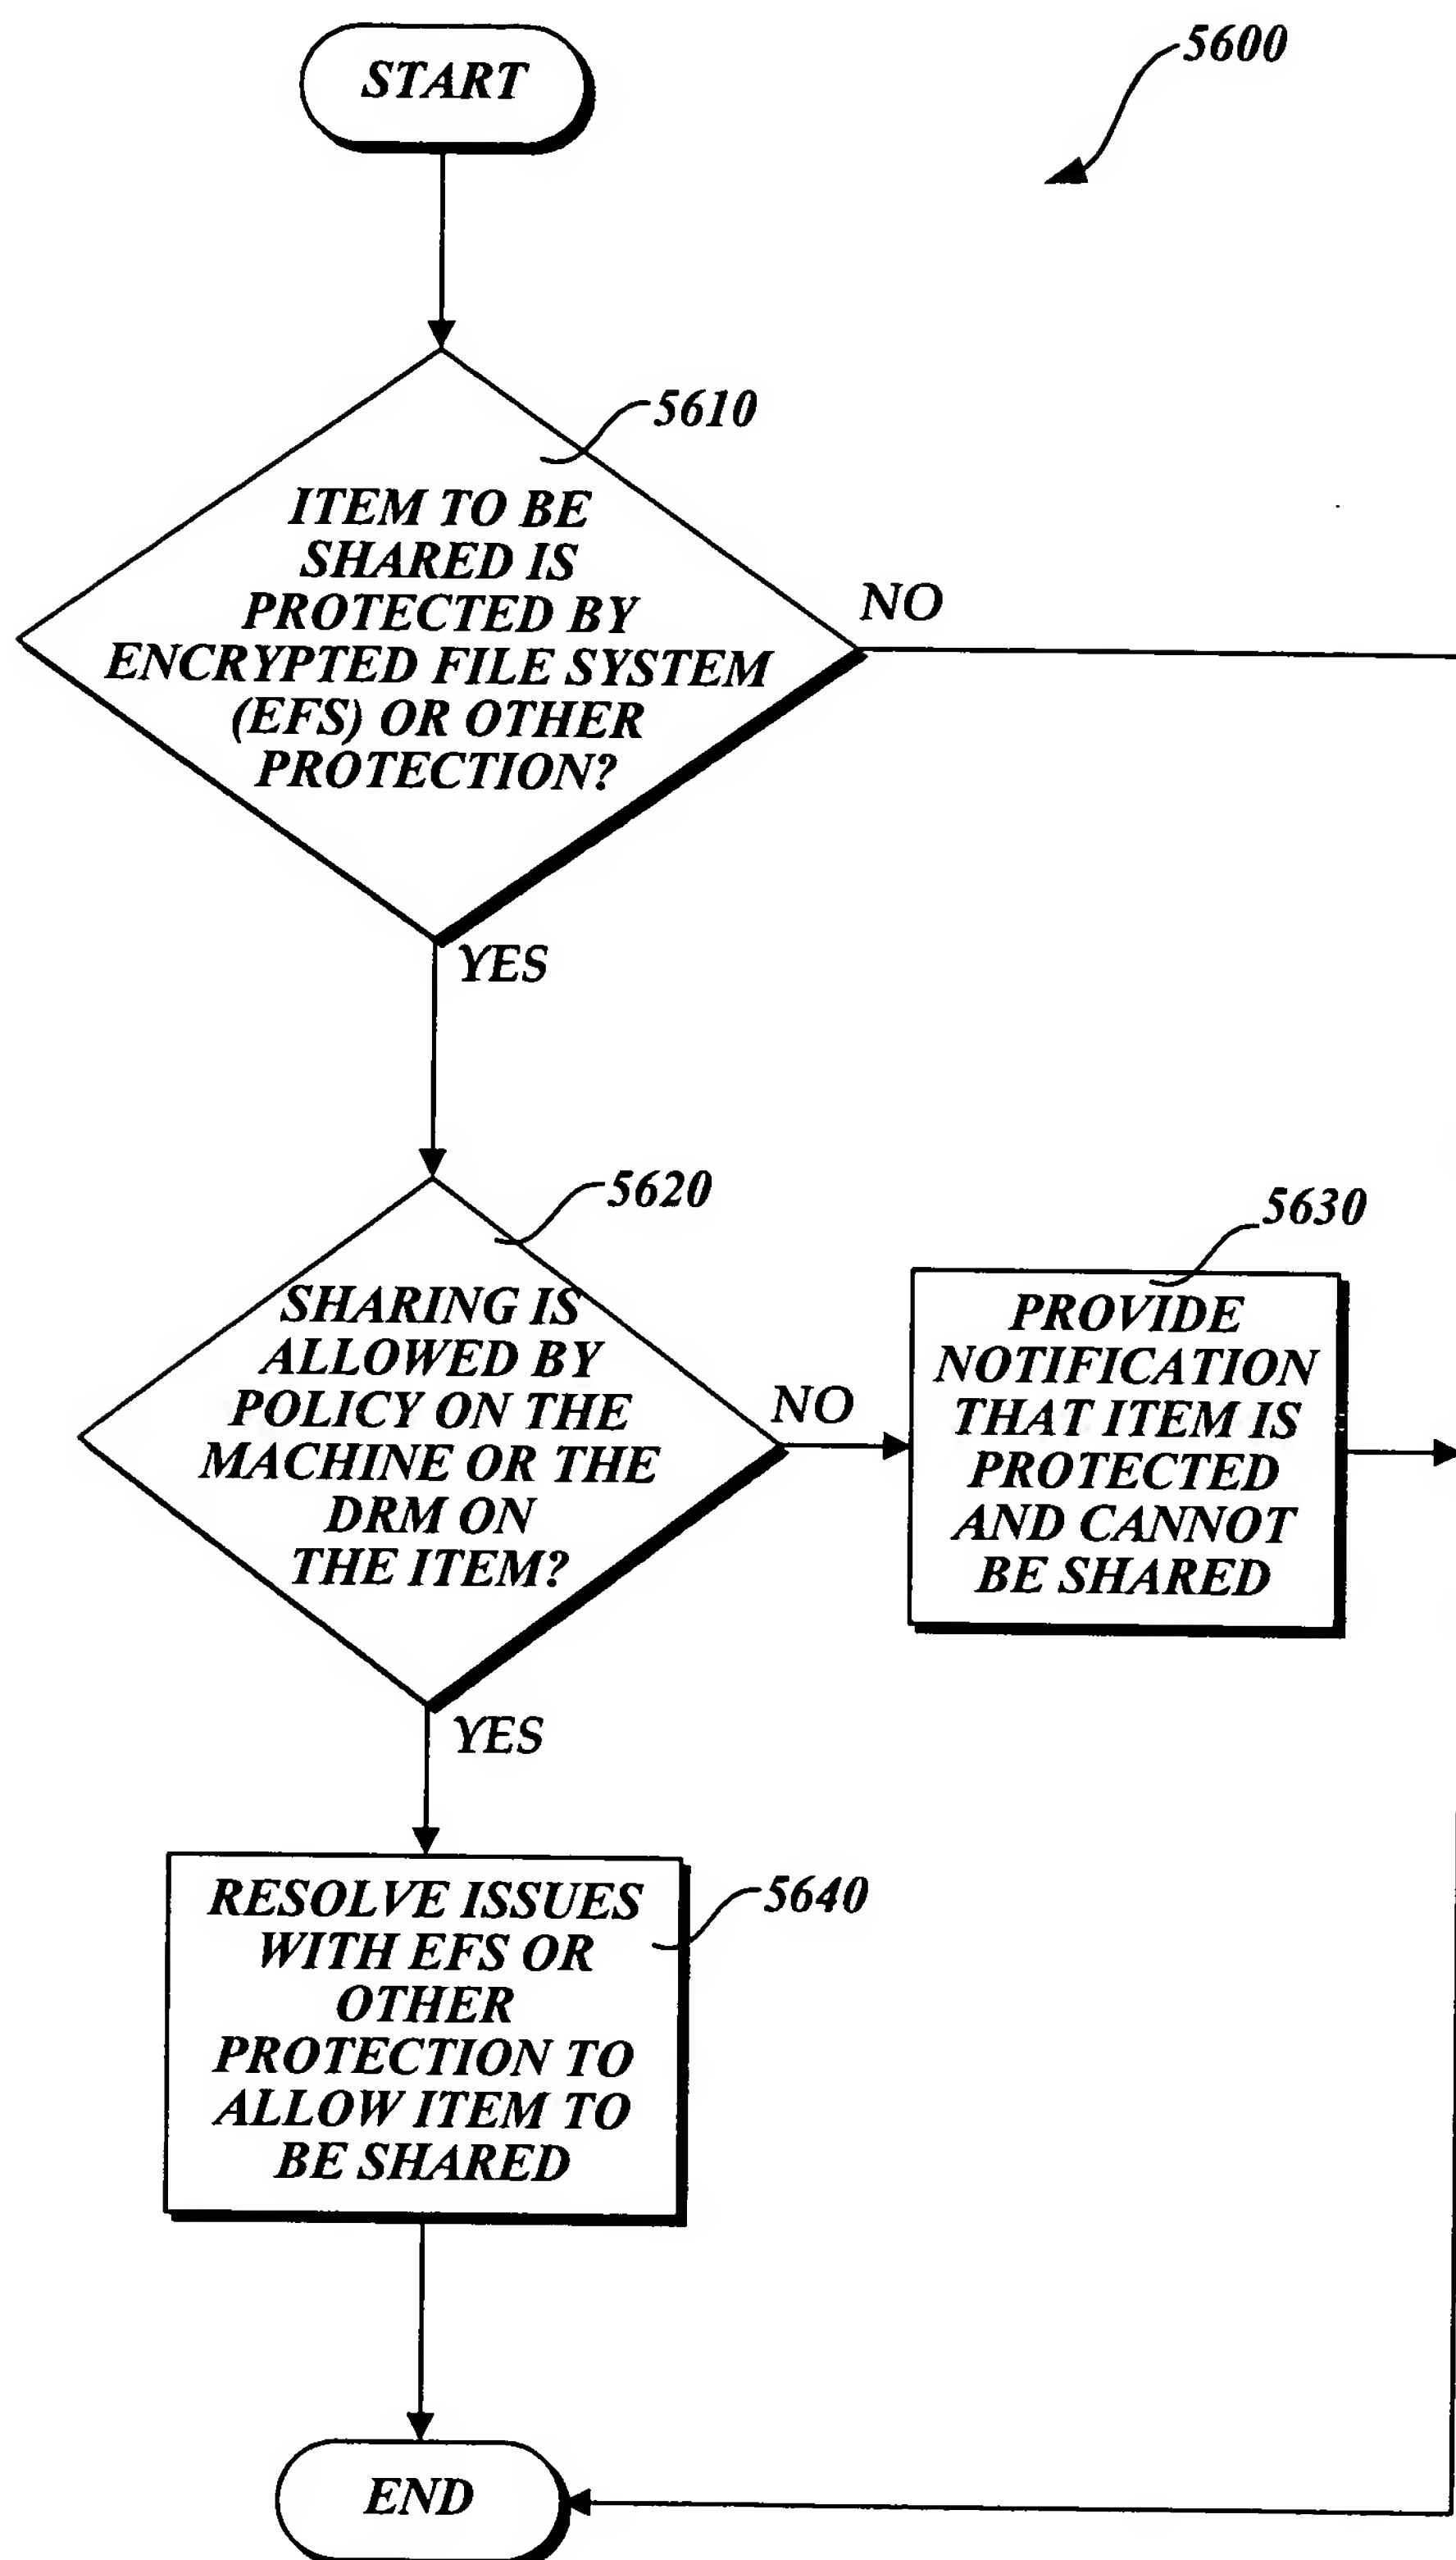 START
5600
5610
ITEM TO BE
SHARED IS
PROTECTED BY
ENCRYPTED FILE SYSTEM
(EFS) OR OTHER
PROTECTION?
NO
YES
5620
SHARING IS
ALLOWED BY
POLICY ON THE
MACHINE OR THE
DRM ON
THE ITEM?
NO
5630
PROVIDE
NOTIFICATION
THAT ITEM IS
PROTECTED
AND CANNOT
BE SHARED
YES
RESOLVE ISSUES
WITH EFS OR
OTHER
PROTECTION TO
ALLOW ITEM TO
BE SHARED
5640
END